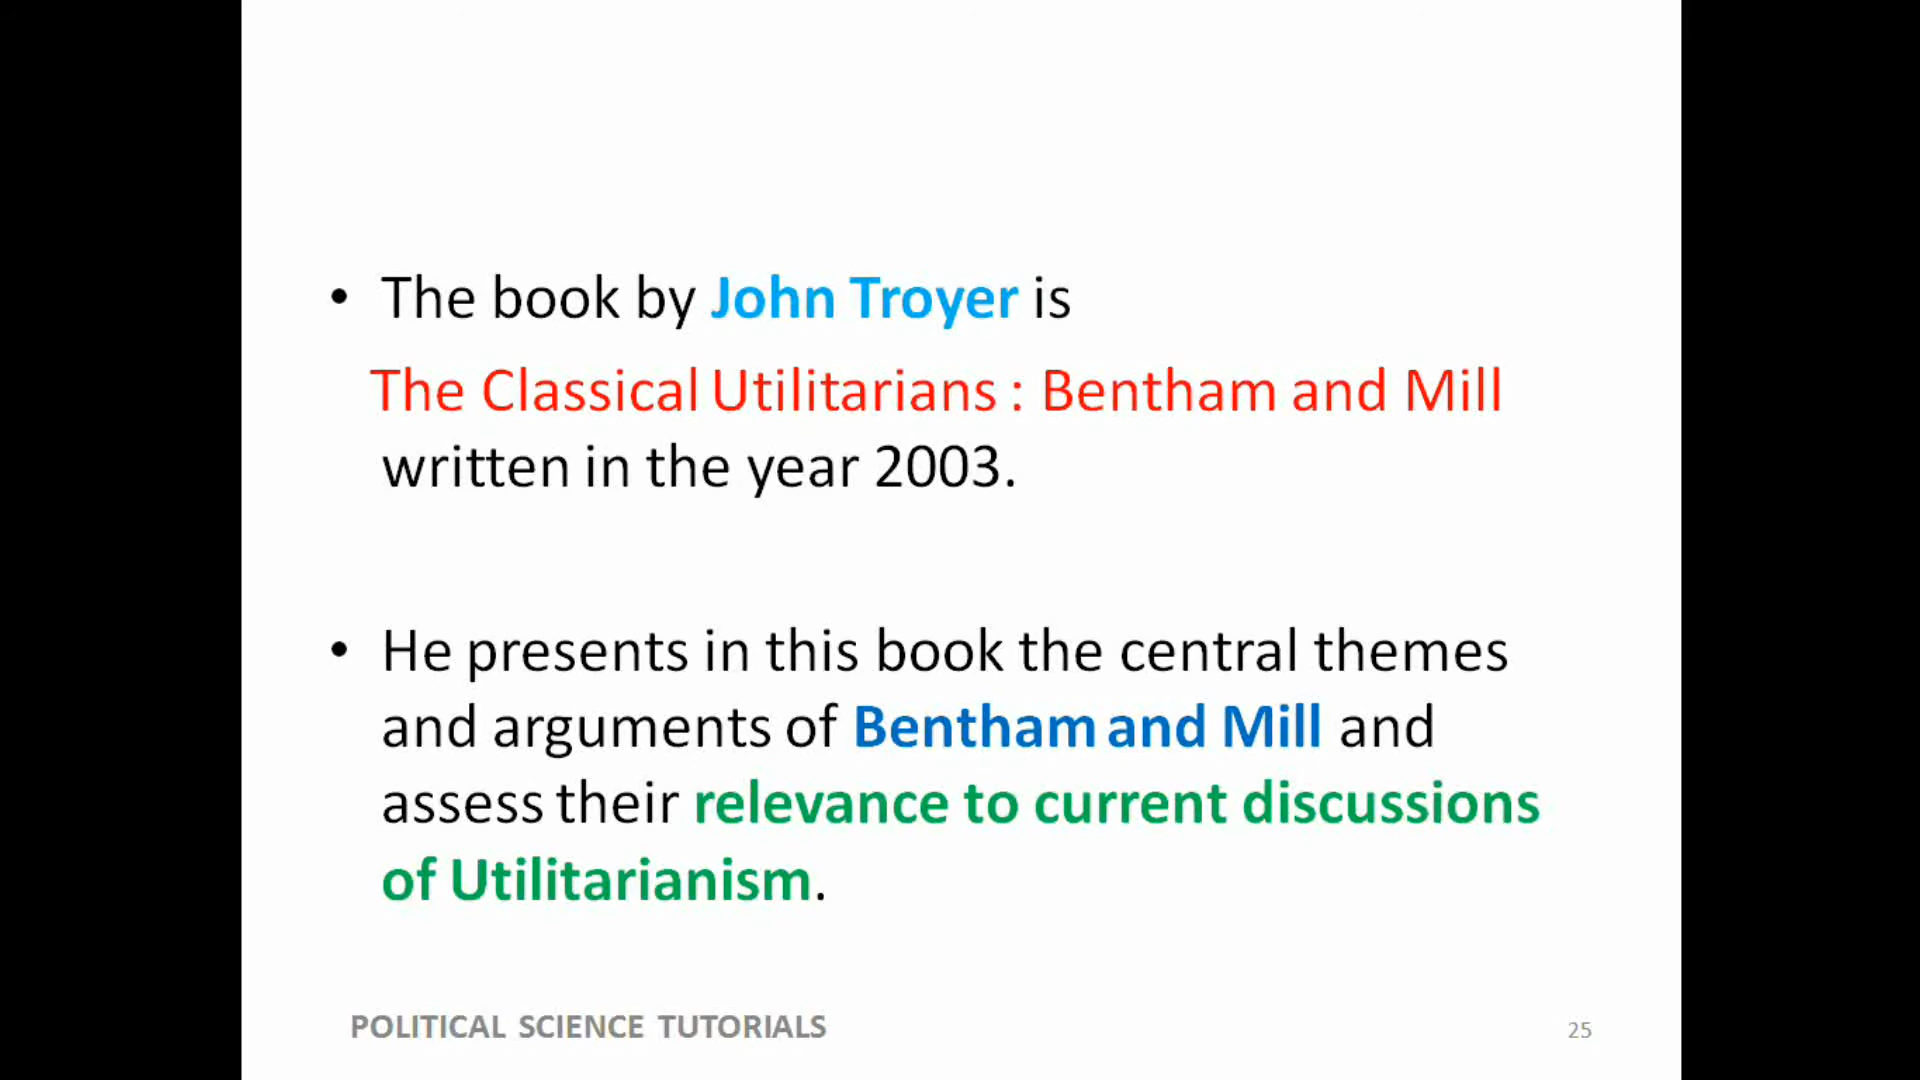 • The book by John Troyer is
The Classical Utilitarians : Bentham and Mill
written in the year 2003.
• He presents in this book the central themes
and arguments of Bentham and Mill and
assess their relevance to current discussions
of Utilitarianism.
POLITICAL SCIENCE TUTORIALS
25